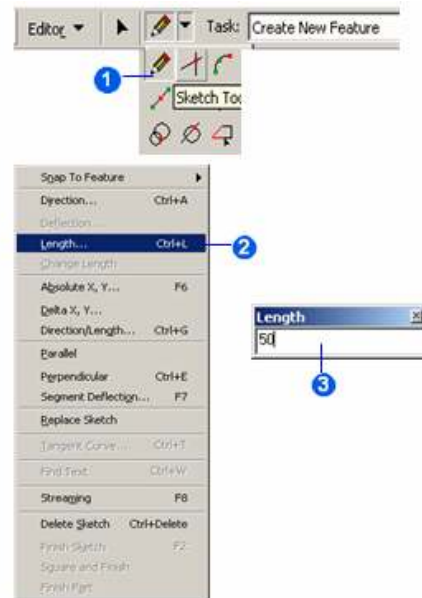 Editor Task: Create New Feature
1
Sketch Too
Snap To Feature
Direction... Ctrl+A
Deflection...
Length... Ctrl+L
2
Change Length
Absolute X, Y... F6
Delta X, Y...
Direction/Length... Ctrl+G
Parallel
Perpendicular Ctrl+E
Segment Deflection... F7
Replace Sketch
Tangent Curve... Ctrl+T
Find Text Ctrl+W
Streaming F8
Delete Sketch Ctrl+Delete
Finish Sketch F2
Square and Finish
Finish Part
Length
50
3